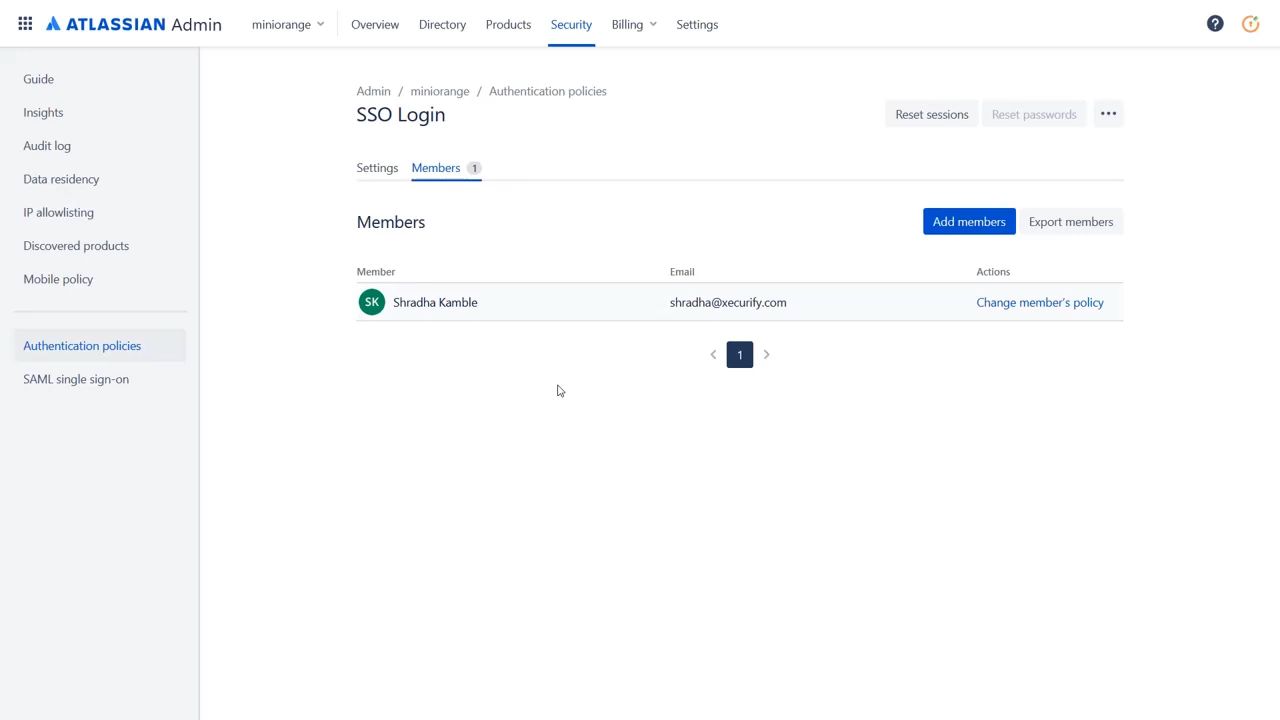 ATLASSIAN Admin miniorange Overview Directory Products Security Billing Settings ?
Guide
Insights
Audit log
Data residency
IP allowlisting
Discovered products
Mobile policy
Authentication policies
SAML single sign-on
Admin / miniorange / Authentication policies
SSO Login
Reset sessions Reset passwords
Settings Members 1
Members
Add members Export members
Member Email Actions
SK Shradha Kamble shradha@xecurify.com Change member's policy
1